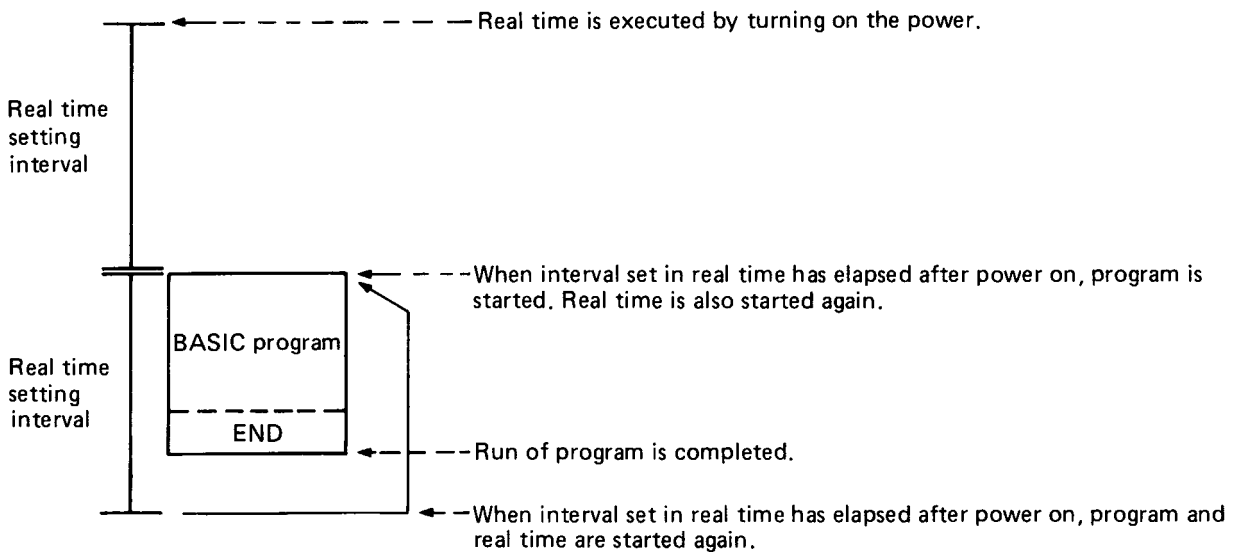 Real time is executed by turning on the power.
Real time
setting
interval
When interval set in real time has elapsed after power on, program is
started. Real time is also started again.
BASIC program
Real time
setting
interval
END
Run of program is completed.
When interval set in real time has elapsed after power on, program and
real time are started again.